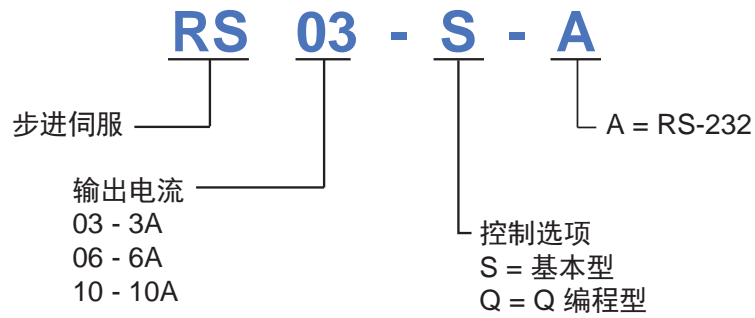 RS 03 - S - A
步进伺服
A = RS-232
输出电流
03 - 3A
06 - 6A
10 - 10A
控制选项
S = 基本型
Q = Q 编程型